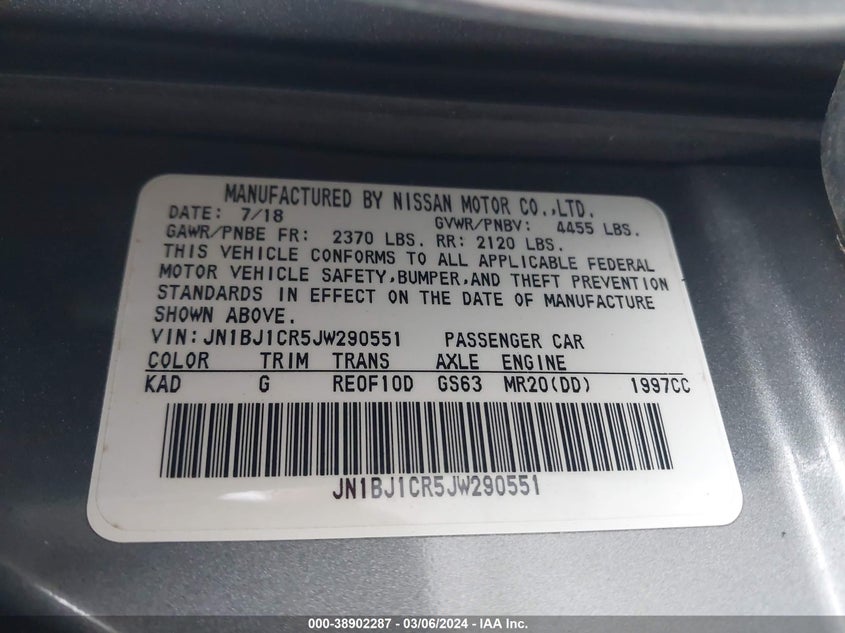 MANUFACTURED BY NISSAN MOTOR CO.,LTD.
DATE: 7/18 GVWR/PNBV: 4455 LBS.
GAWR/PNBE FR: 2370 LBS. RR: 2120 LBS.
THIS VEHICLE CONFORMS TO ALL APPLICABLE FEDERAL
MOTOR VEHICLE SAFETY,BUMPER,AND THEFT PREVENTION
STANDARDS IN EFFECT ON THE DATE OF MANUFACTURE
SHOWN ABOVE.
VIN:JN1BJ1CR5JW290551 PASSENGER CAR
COLOR TRIM TRANS AXLE ENGINE
KAD G RE0F10D GS63 MR20(DD) 1997CC
JN1BJ1CR5JW290551
000-38902287 - 03/06/2024 - IAA Inc.